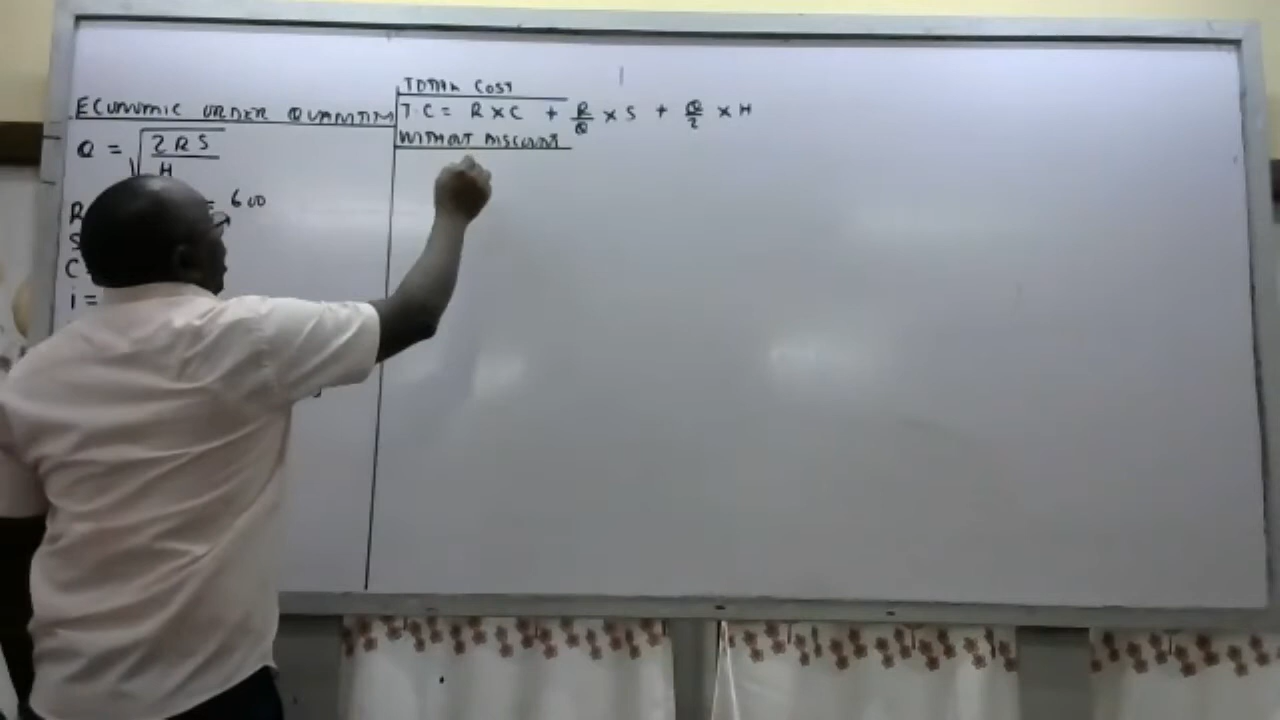 ECONOMIC ORDER QUANTITY
Q = √2RS/H
R = 600
S
C
i =
TOTAL COST
T.C = R×C + R/Q × S + Q/2 × H
WITHOUT DISCOUNT